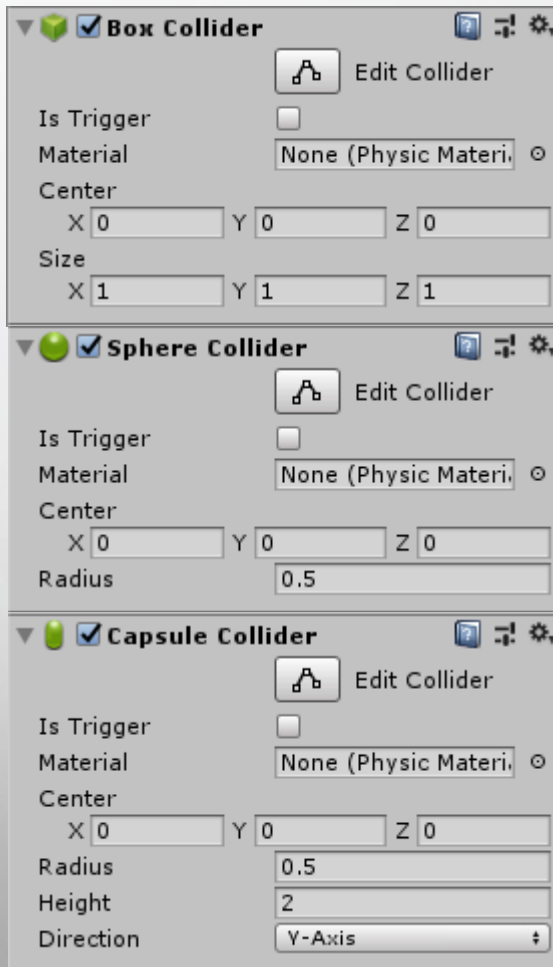 Box Collider
Edit Collider
Is Trigger
Material None (Physic Materi
Center
X 0 Y 0 Z 0
Size
X 1 Y 1 Z 1
Sphere Collider
Edit Collider
Is Trigger
Material None (Physic Materi
Center
X 0 Y 0 Z 0
Radius 0.5
Capsule Collider
Edit Collider
Is Trigger
Material None (Physic Materi
Center
X 0 Y 0 Z 0
Radius 0.5
Height 2
Direction Y-Axis